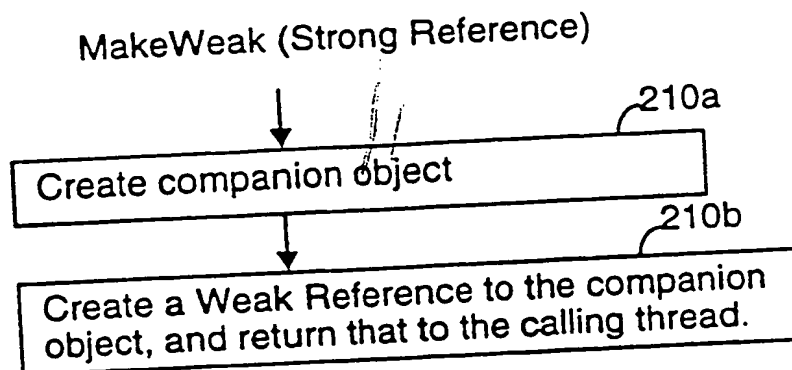 MakeWeak (Strong Reference)
210a
Create companion object
210b
Create a Weak Reference to the companion
object, and return that to the calling thread.